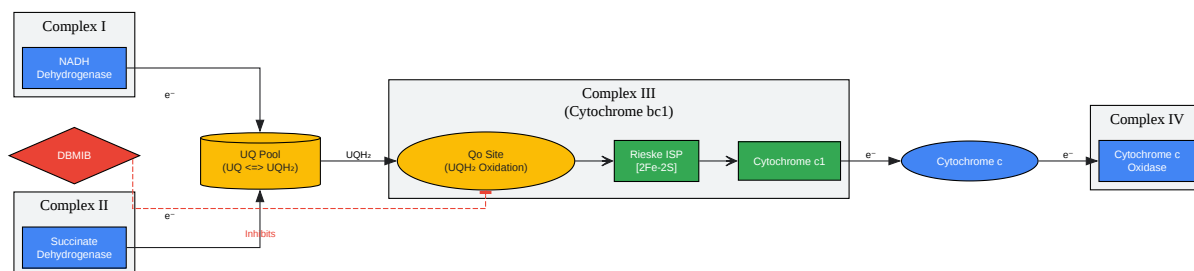 Complex I
NADH
Dehydrogenase
e⁻
DBMIB
Complex II
Succinate
Dehydrogenase
e⁻
Inhibits
UQ Pool
(UQ <=> UQH₂)
UQH₂
Complex III
(Cytochrome bc1)
Qo Site
(UQH₂ Oxidation)
Rieske ISP
[2Fe-2S]
Cytochrome c1
e⁻
Cytochrome c
e⁻
Complex IV
Cytochrome c
Oxidase